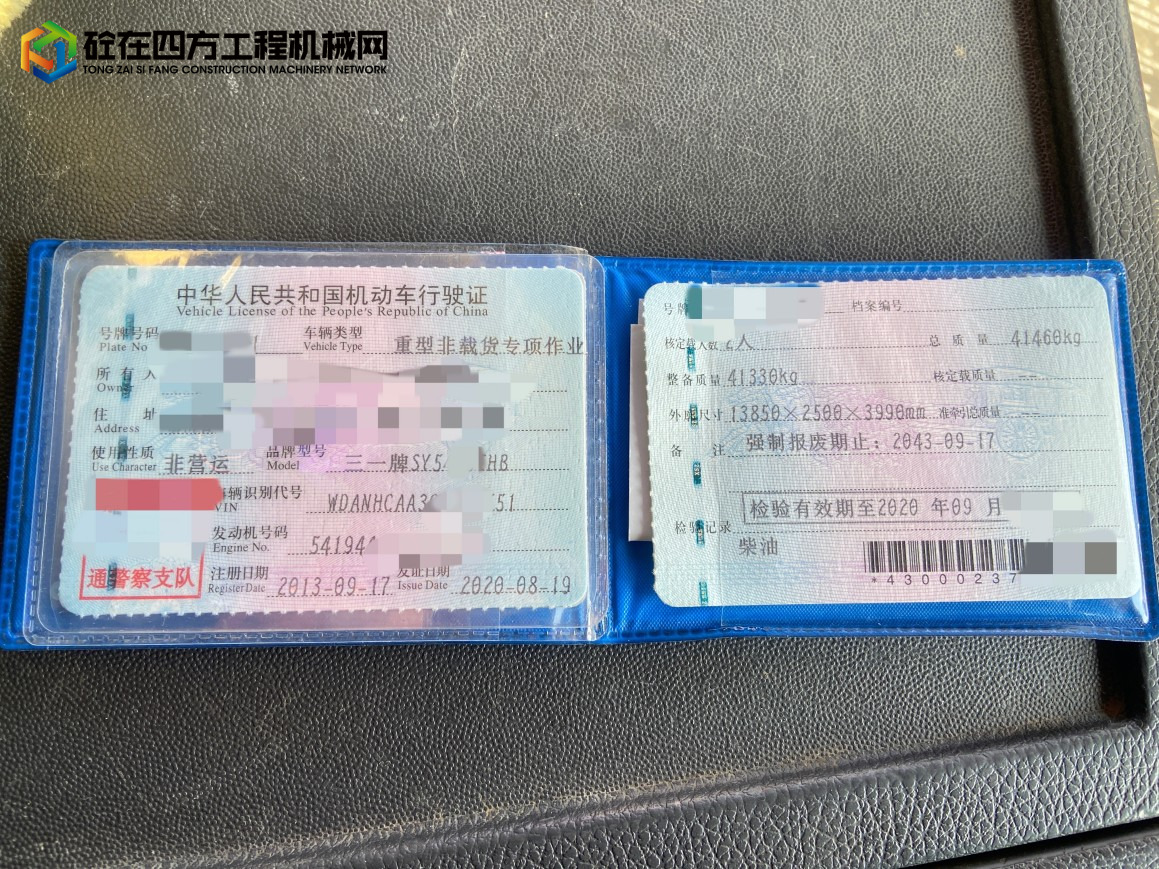 砼在四方工程机械网
TONG ZAI SI FANG CONSTRUCTION MACHINERY NETWORK
中华人民共和国机动车行驶证
Vehicle License of the People's Republic of China
号牌号码 车辆类型 重型非载货专项作业
Plate No Vehicle Type
所有人
Owner
住址
Address
使用性质 非营运 品牌型号 三一牌SY5 HB
Use Character Model
车辆识别代号 WDANHCAA3 51
VIN
发动机号码 54194
Engine No.
通警察支队
注册日期 2013-09-17 发证日期 2020-08-19
Register Date Issue Date
号牌 档案编号
核定载人数 2人 总质量 41460kg
整备质量 41330kg 核定载质量 --
外廓尺寸 13850×2500×3990mm 准牵引总质量 --
备注 强制报废期止：2043-09-17
检验有效期至2020 年09 月
检验记录
柴油
*43000237